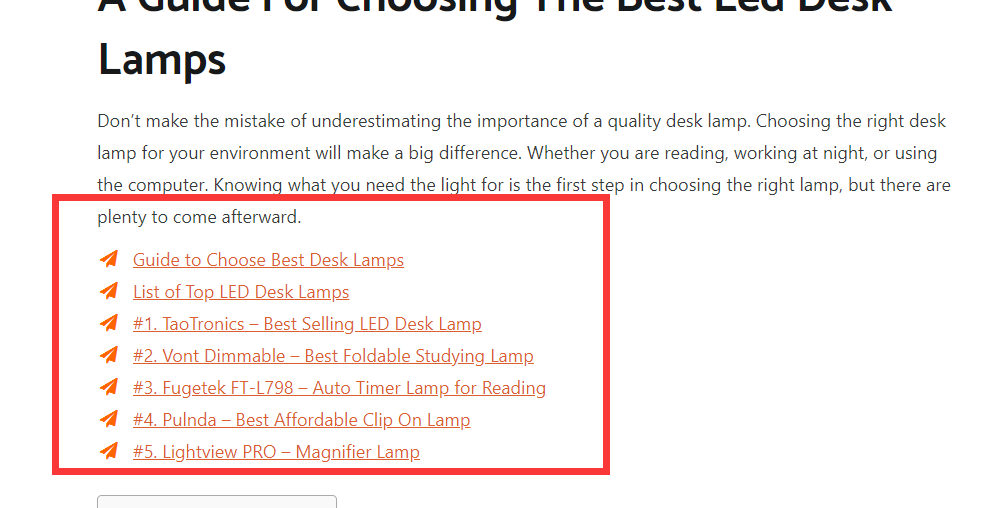 A Guide For Choosing The Best Led Desk
Lamps
Don't make the mistake of underestimating the importance of a quality desk lamp. Choosing the right desk
lamp for your environment will make a big difference. Whether you are reading, working at night, or using
the computer. Knowing what you need the light for is the first step in choosing the right lamp, but there are
plenty to come afterward.
Guide to Choose Best Desk Lamps
List of Top LED Desk Lamps
#1. TaoTronics – Best Selling LED Desk Lamp
#2. Vont Dimmable – Best Foldable Studying Lamp
#3. Fugetek FT-L798 – Auto Timer Lamp for Reading
#4. Pulnda – Best Affordable Clip On Lamp
#5. Lightview PRO – Magnifier Lamp